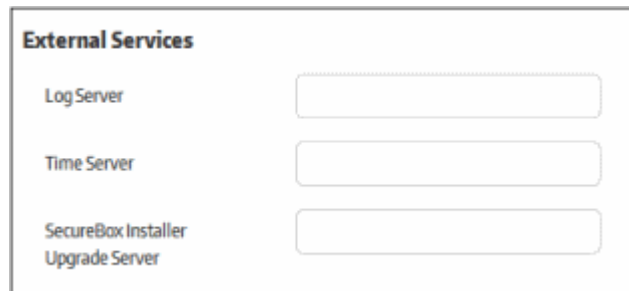 External Services
Log Server
Time Server
SecureBox Installer
Upgrade Server